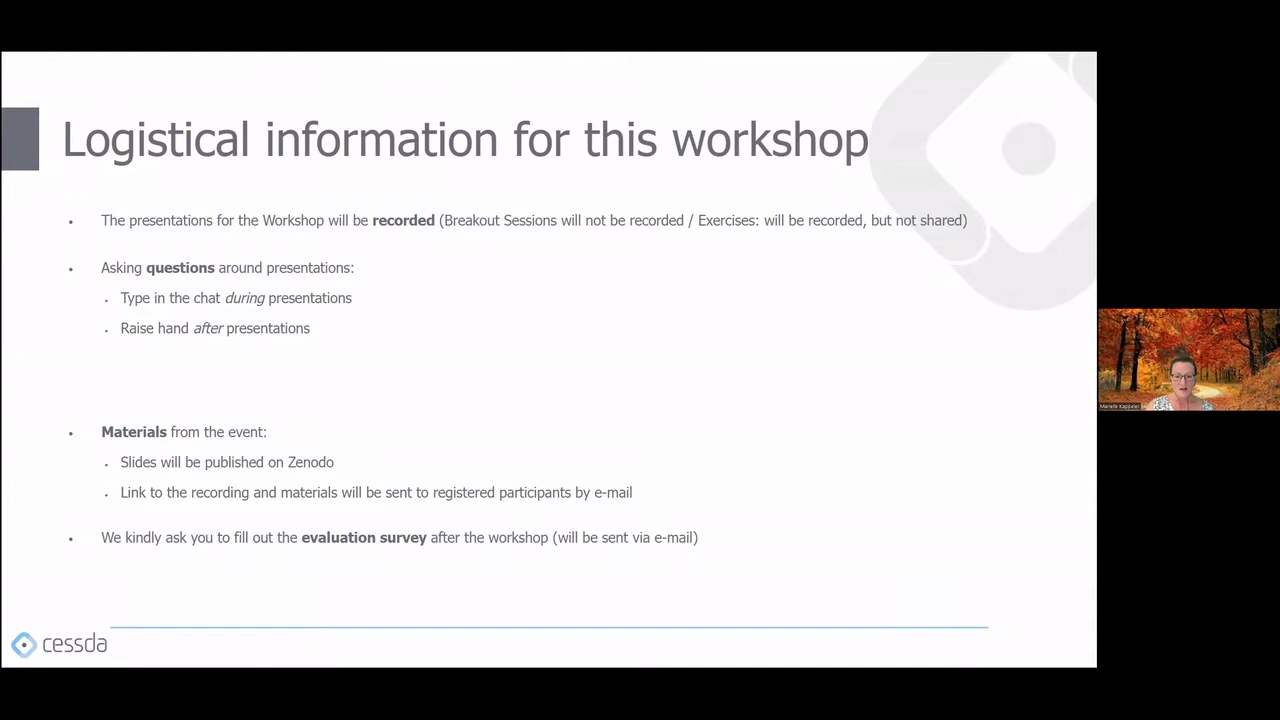 Logistical information for this workshop
• The presentations for the Workshop will be recorded (Breakout Sessions will not be recorded / Exercises: will be recorded, but not shared)
• Asking questions around presentations:
• Type in the chat during presentations
• Raise hand after presentations
• Materials from the event:
• Slides will be published on Zenodo
• Link to the recording and materials will be sent to registered participants by e-mail
• We kindly ask you to fill out the evaluation survey after the workshop (will be sent via e-mail)
cessda
Marielle Kappeler